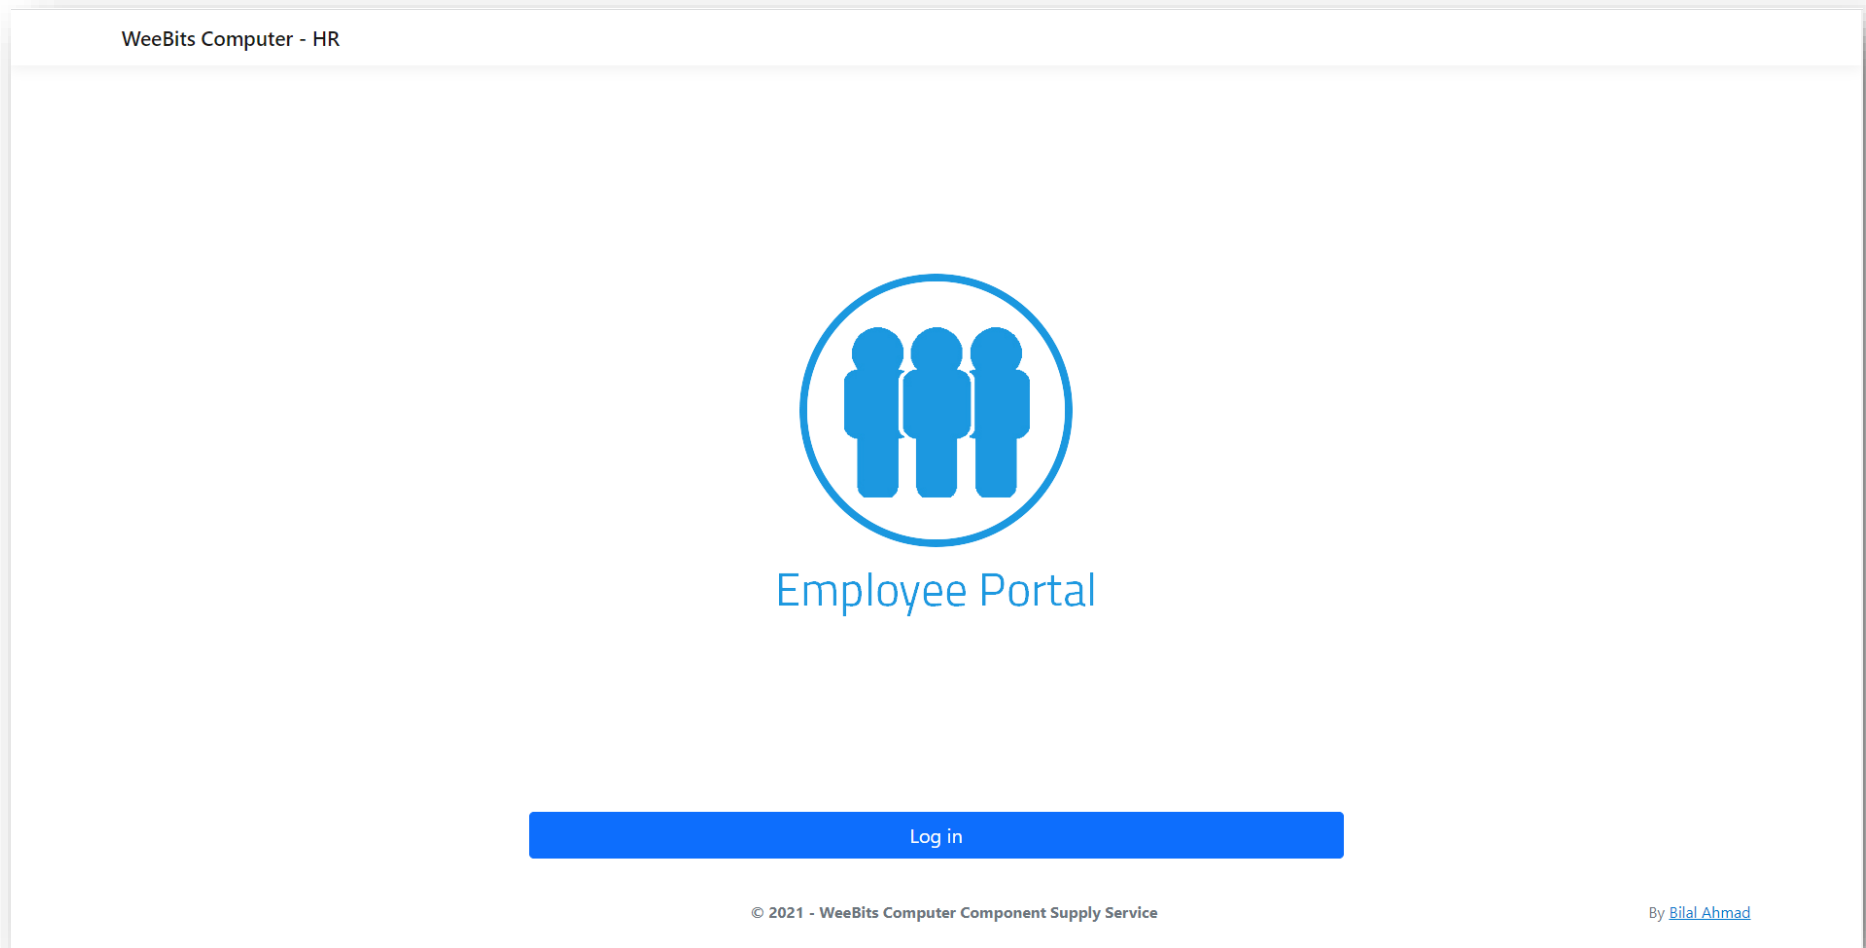 WeeBits Computer - HR
Employee Portal
Log in
© 2021 - WeeBits Computer Component Supply Service
By Bilal Ahmad